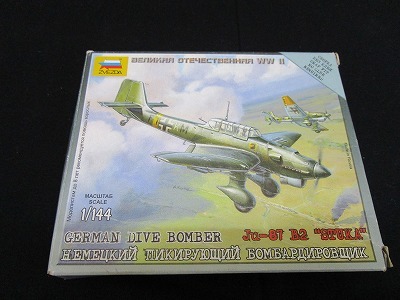 ZVEZDA
ВЕЛИКАЯ ОТЕЧЕСТВЕННАЯ WW II
МАСШТАБ
SCALE
1/144
GERMAN DIVE BOMBER Ju-87 B2 "STUKA"
НЕМЕЦКИЙ ПИКИРУЮЩИЙ БОМБАРДИРОВЩИК